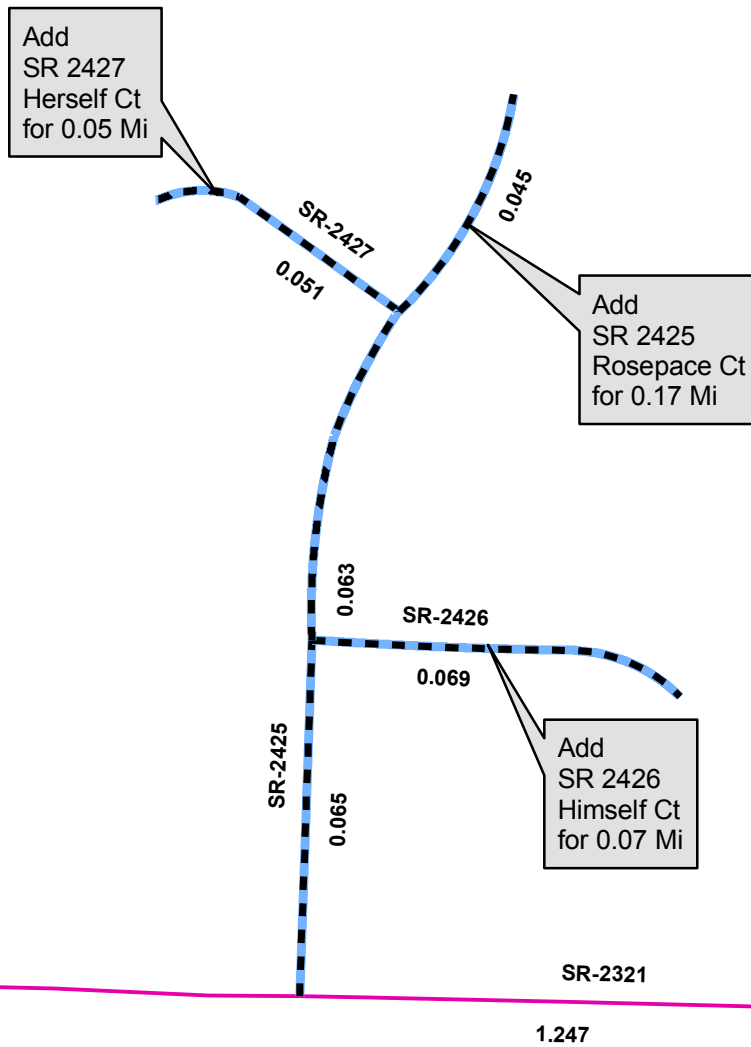 Add
SR 2427
Herself Ct
for 0.05 Mi
0.045
SR-2427
0.051
Add
SR 2425
Rosepace Ct
for 0.17 Mi
0.063
SR-2426
0.069
SR-2425
0.065
Add
SR 2426
Himself Ct
for 0.07 Mi
SR-2321
1.247